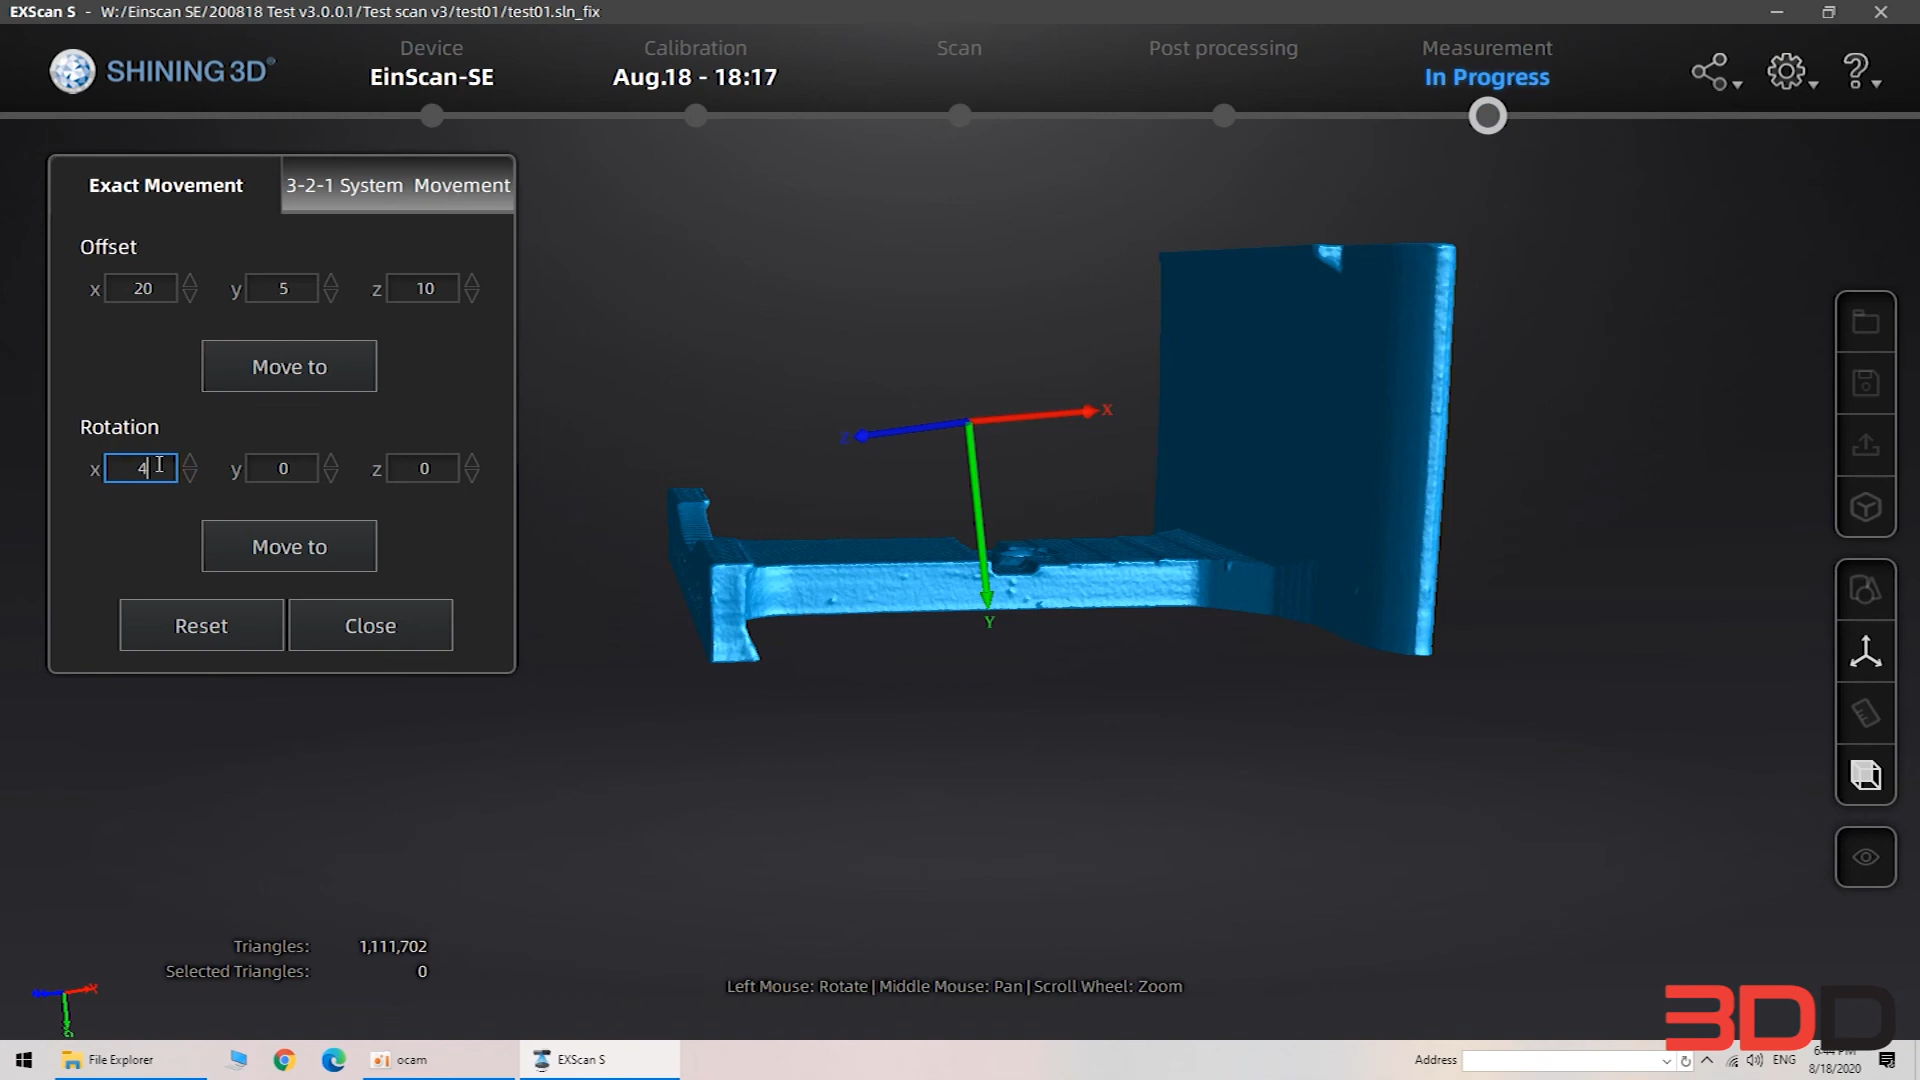 EXScan S - W:/Einscan SE/200818 Test v3.0.0.1/Test scan v3/test01/test01.sln_fix
SHINING 3D®
Device
EinScan-SE
Calibration
Aug.18 - 18:17
Scan
Post processing
Measurement
In Progress
Exact Movement
3-2-1 System Movement
Offset
x 20 y 5 z 10
Move to
Rotation
x 4 y 0 z 0
Move to
Reset
Close
X
Z
Y
Triangles: 1,111,702
Selected Triangles: 0
Left Mouse: Rotate | Middle Mouse: Pan | Scroll Wheel: Zoom
3DD
File Explorer
ocam
EXScan S
Address
ENG
6:44 PM
8/18/2020